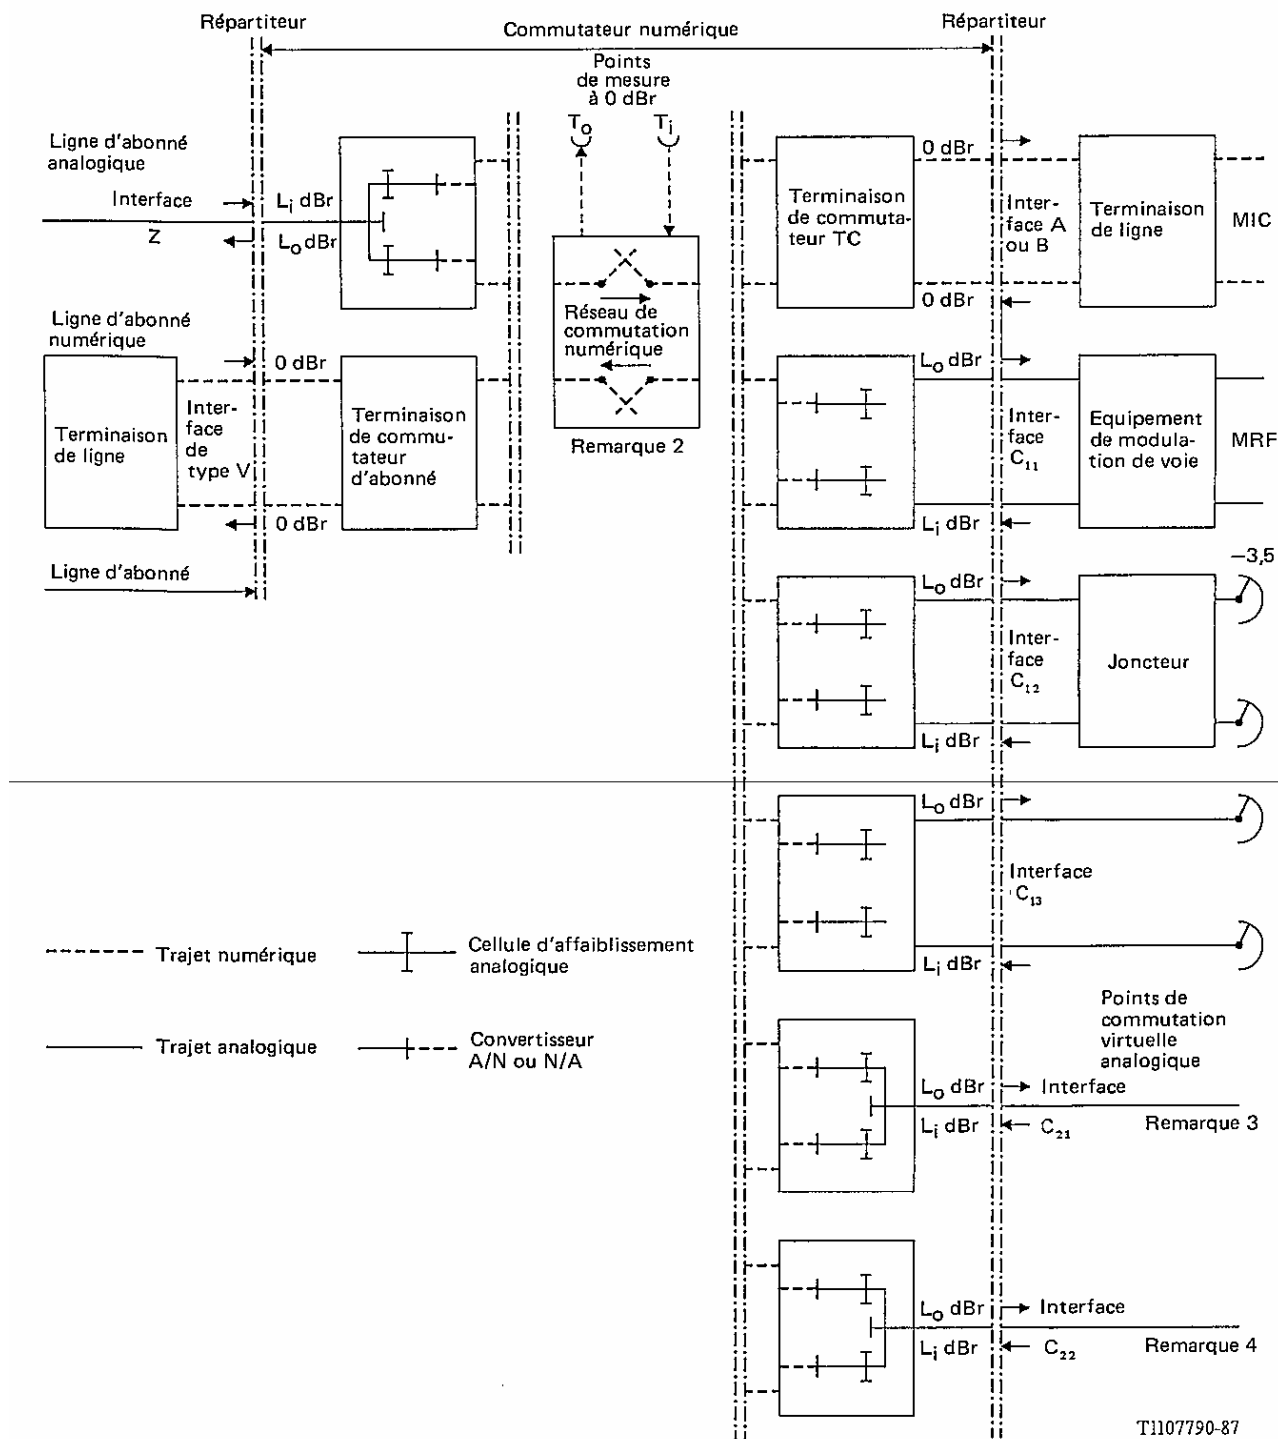 Répartiteur
Commutateur numérique
Répartiteur
Points
de mesure
à 0 dBr
To
Ti
Ligne d'abonné
analogique
Interface
Z
Li dBr
Lo dBr
Ligne d'abonné
numérique
Terminaison
de ligne
Inter-
face
de
type V
0 dBr
0 dBr
Terminaison
de commu-
tateur
d'abonné
Ligne d'abonné
Réseau de
commutation
numérique
Remarque 2
Terminaison
de commuta-
teur TC
0 dBr
0 dBr
Inter-
face A
ou B
Terminaison
de ligne
MIC
Lo dBr
Li dBr
Inter-
face
C11
Equipement
de modula-
tion de voie
MRF
Lo dBr
Li dBr
Inter-
face
C12
Joncteur
−3,5
Lo dBr
Li dBr
Interface
C13
Trajet numérique
Cellule d'affaiblissement
analogique
Trajet analogique
Convertisseur
A/N ou N/A
Points de
commutation
virtuelle
analogique
Lo dBr
Li dBr
Interface
C21
Remarque 3
Lo dBr
Li dBr
Interface
C22
Remarque 4
T1107790-87